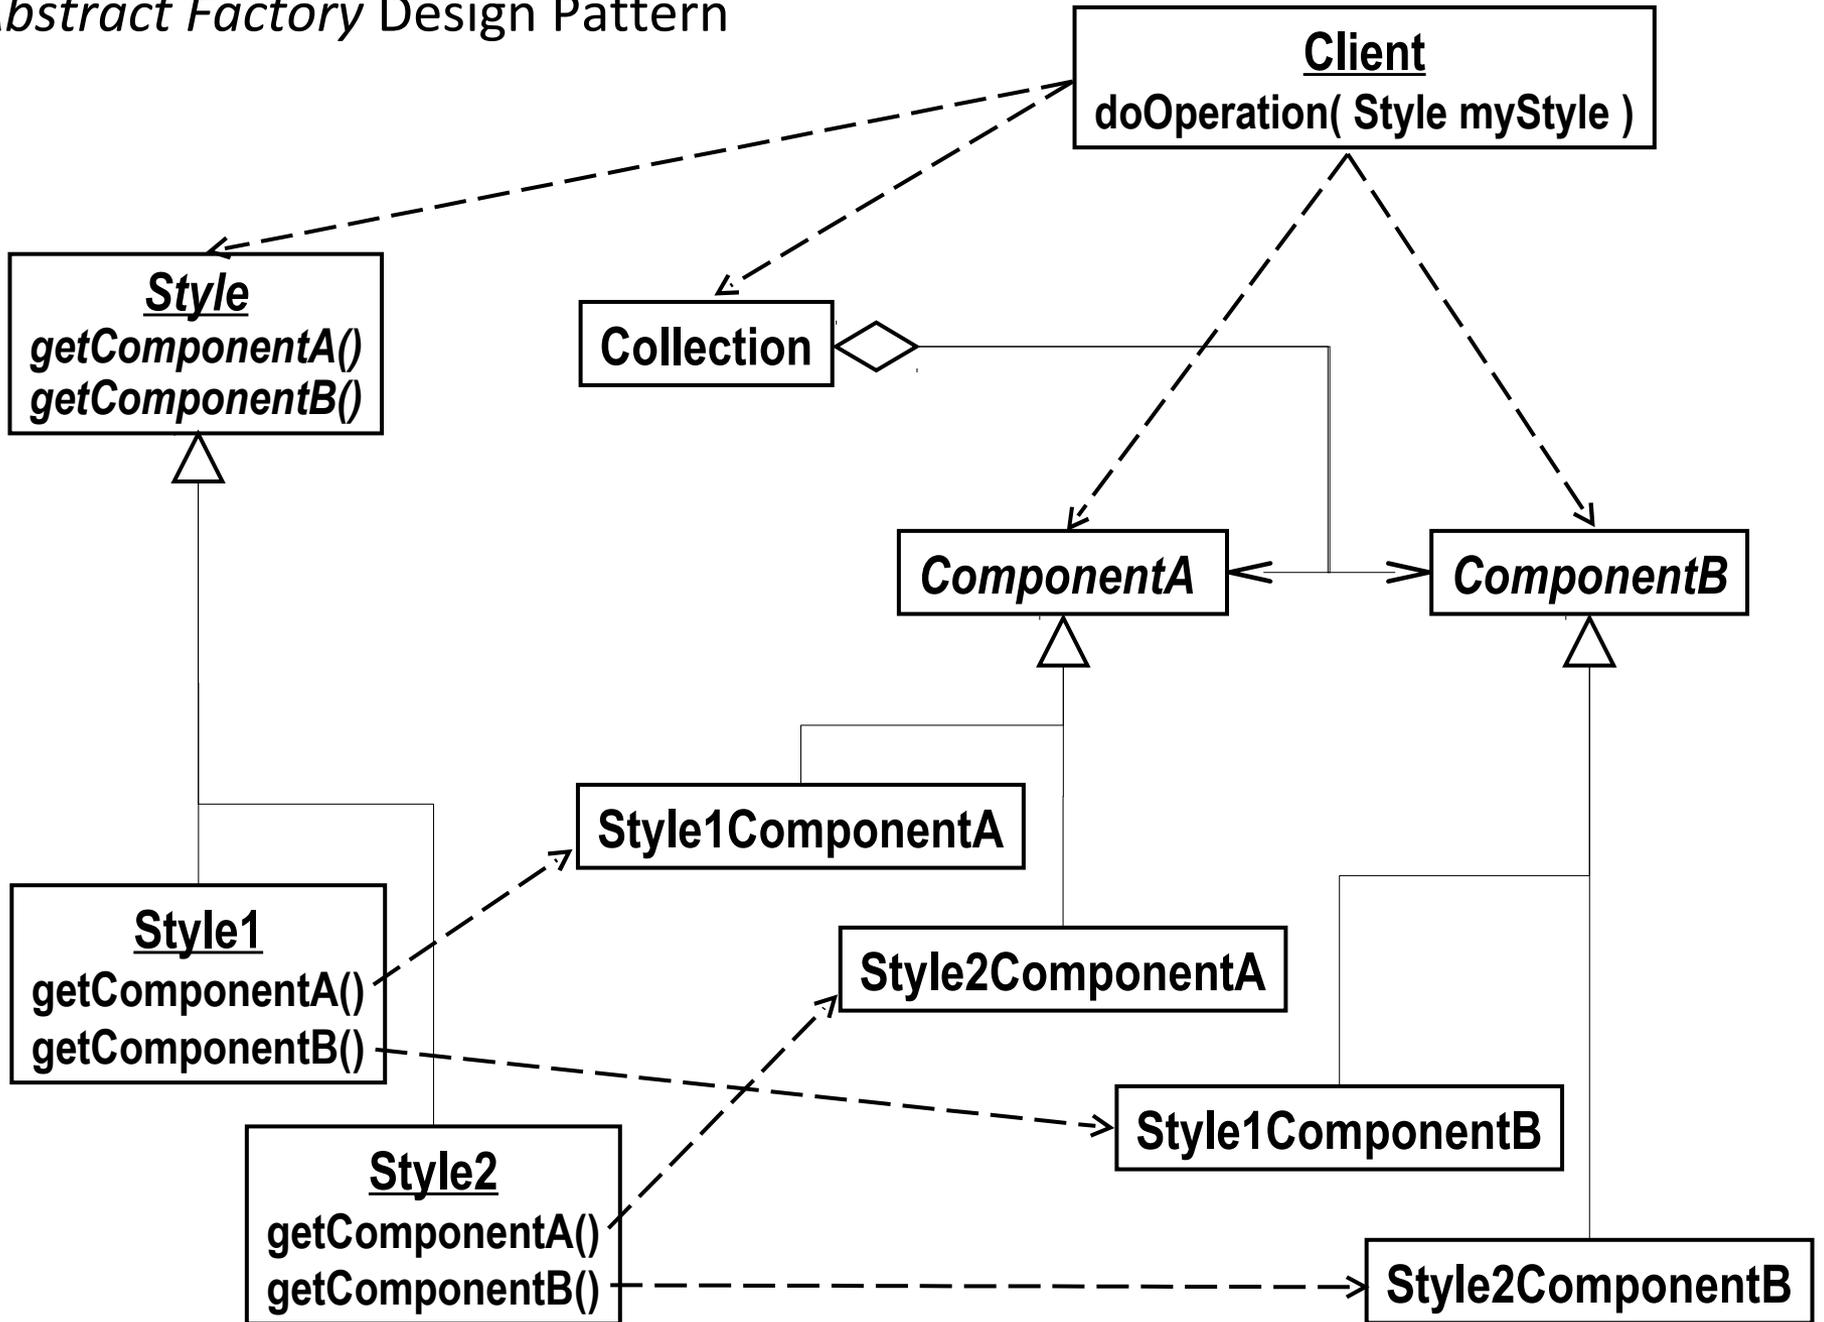 bstract Factory Design Pattern
Client
doOperation( Style myStyle )
Style
getComponentA()
getComponentB()
Collection
ComponentA
ComponentB
Style1ComponentA
Style1
getComponentA()
getComponentB()
Style2ComponentA
Style1ComponentB
Style2
getComponentA()
getComponentB()
Style2ComponentB